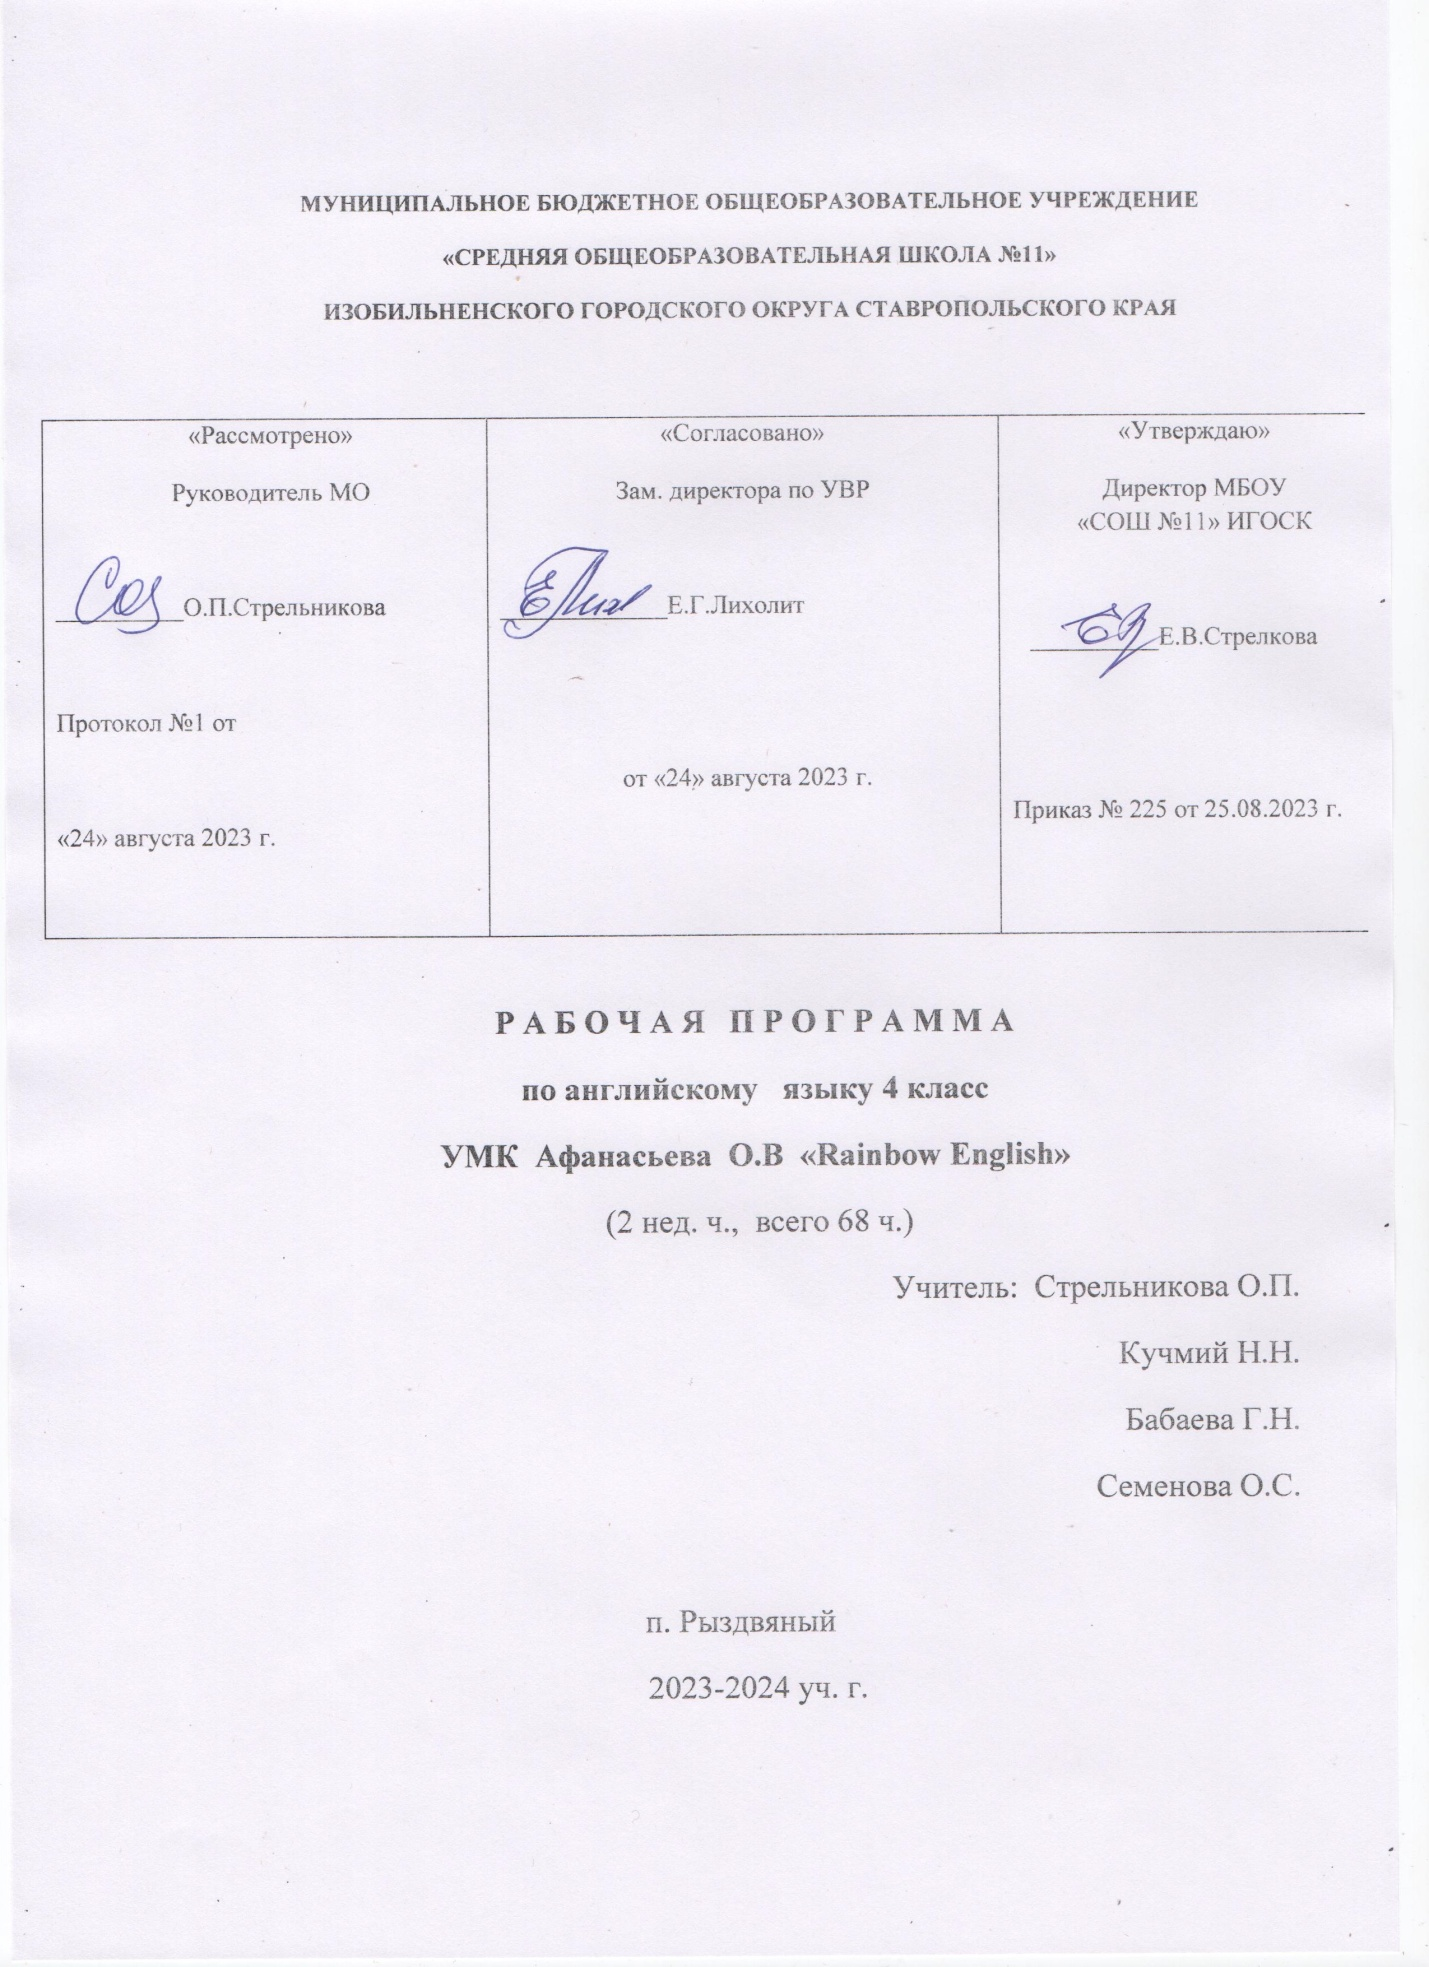 МУНИЦИПАЛЬНОЕ БЮДЖЕТНОЕ ОБЩЕОБРАЗОВАТЕЛЬНОЕ УЧРЕЖДЕНИЕ
«СРЕДНЯЯ ОБЩЕОБРАЗОВАТЕЛЬНАЯ ШКОЛА №11»
ИЗОБИЛЬНЕНСКОГО ГОРОДСКОГО ОКРУГА СТАВРОПОЛЬСКОГО КРАЯ
«Рассмотрено»
Руководитель МО
__________О.П.Стрельникова
Протокол №1 от
«24» августа 2023 г.
«Согласовано»
Зам. директора по УВР
_____________Е.Г.Лихолит
от «24» августа 2023 г.
«Утверждаю»
Директор МБОУ
«СОШ №11» ИГОСК
__________Е.В.Стрелкова
Приказ № 225 от 25.08.2023 г.
Р А Б О Ч А Я П Р О Г Р А М М А
по английскому языку 4 класс
УМК Афанасьева О.В «Rainbow English»
(2 нед. ч., всего 68 ч.)
Учитель: Стрельникова О.П.
Кучмий Н.Н.
Бабаева Г.Н.
Семенова О.С.
п. Рыздвяный
2023-2024 уч. г.